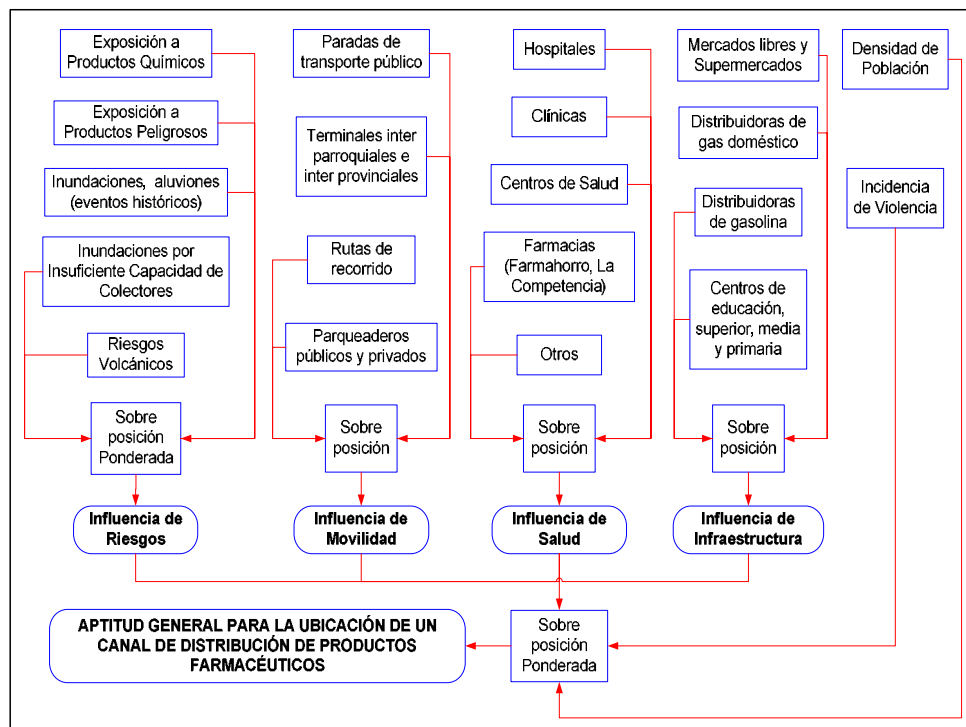 Exposición a
Productos Químicos
Exposición a
Productos Peligrosos
Inundaciones, aluviones
(eventos históricos)
Inundaciones por
Insuficiente Capacidad de
Colectores
Riesgos
Volcánicos
Sobre
posición
Ponderada
Influencia de
Riesgos
Paradas de
transporte público
Terminales inter
parroquiales e
inter provinciales
Rutas de
recorrido
Parqueaderos
públicos y privados
Sobre
posición
Influencia de
Movilidad
Hospitales
Clínicas
Centros de Salud
Farmacias
(Farmahorro, La
Competencia)
Otros
Sobre
posición
Influencia de
Salud
Mercados libres y
Supermercados
Distribuidoras de
gas doméstico
Distribuidoras
de gasolina
Centros de
educación,
superior, media
y primaria
Sobre
posición
Influencia de
Infraestructura
Densidad de
Población
Incidencia
de Violencia
Sobre
posición
Ponderada
APTITUD GENERAL PARA LA UBICACIÓN DE UN
CANAL DE DISTRIBUCIÓN DE PRODUCTOS
FARMACÉUTICOS